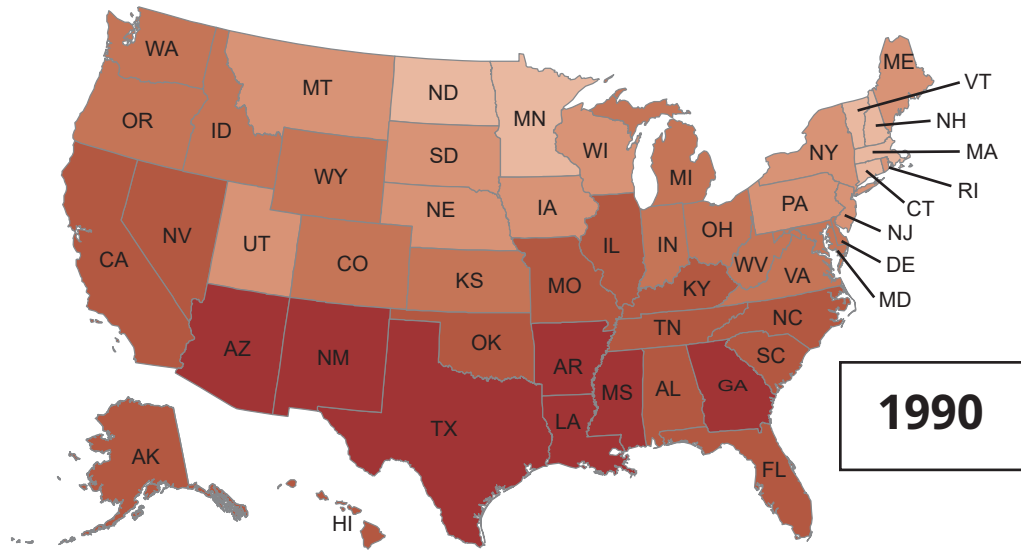 WA
MT
ND
MN
ME
VT
OR
ID
SD
WI
NY
NH
MA
WY
MI
RI
NE
IA
PA
CT
NV
UT
CO
IL
IN
OH
NJ
CA
KS
MO
WV
VA
DE
KY
MD
AZ
NM
OK
TN
NC
AR
SC
TX
LA
MS
AL
GA
1990
AK
FL
HI